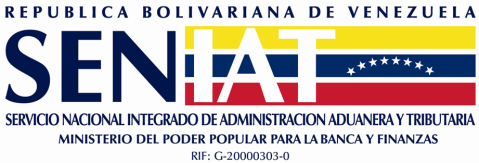 REPUBLICA BOLIVARIANA DE VENEZUELA
SENIAT
SERVICIO NACIONAL INTEGRADO DE ADMINISTRACION ADUANERA Y TRIBUTARIA
MINISTERIO DEL PODER POPULAR PARA LA BANCA Y FINANZAS
RIF: G-20000303-0